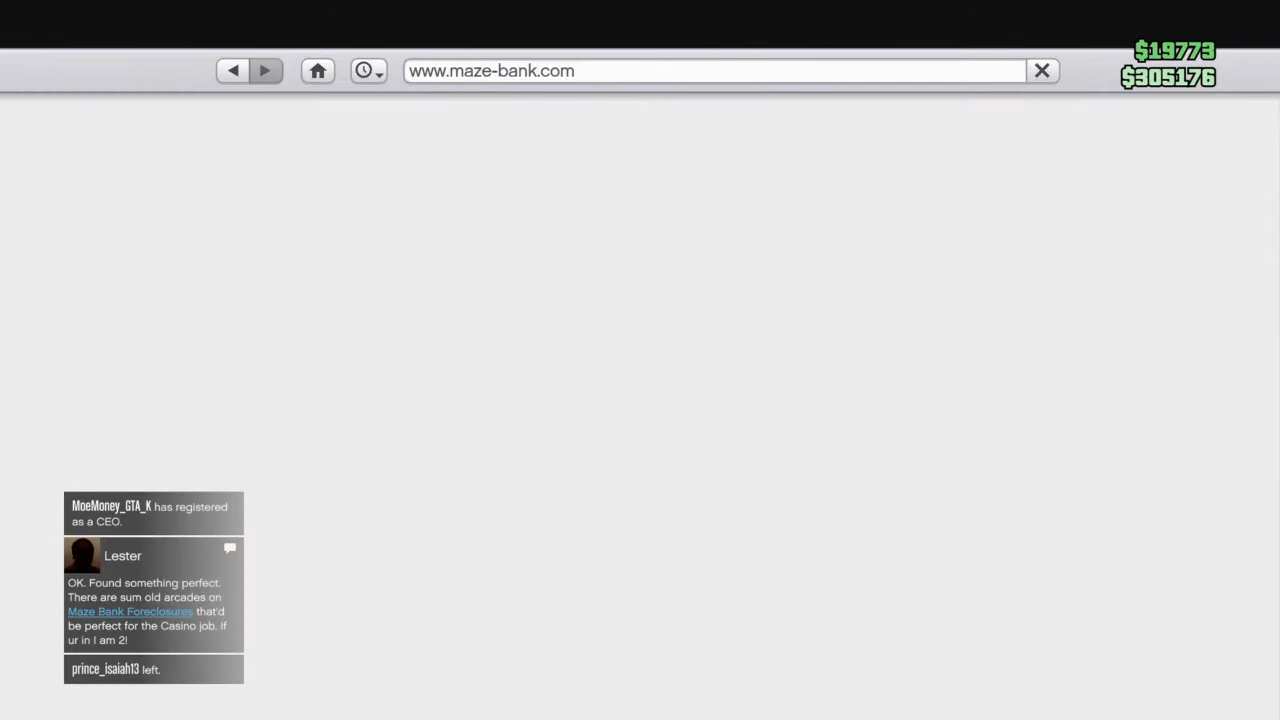 www.maze-bank.com
$19773
$305176
MoeMoney_GTA_K has registered
as a CEO.
Lester
OK. Found something perfect.
There are sum old arcades on
Maze Bank Foreclosures that'd
be perfect for the Casino job. If
ur in I am 2!
prince_isaiah13 left.